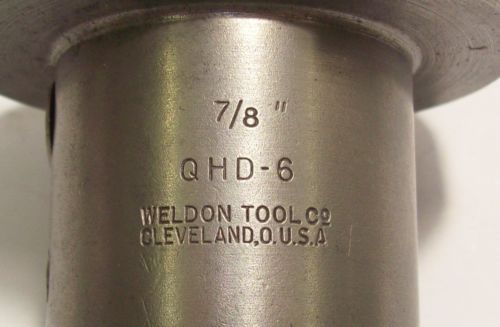 7/8 "
QHD-6
WELDON TOOL CO
CLEVELAND,O.U.S.A